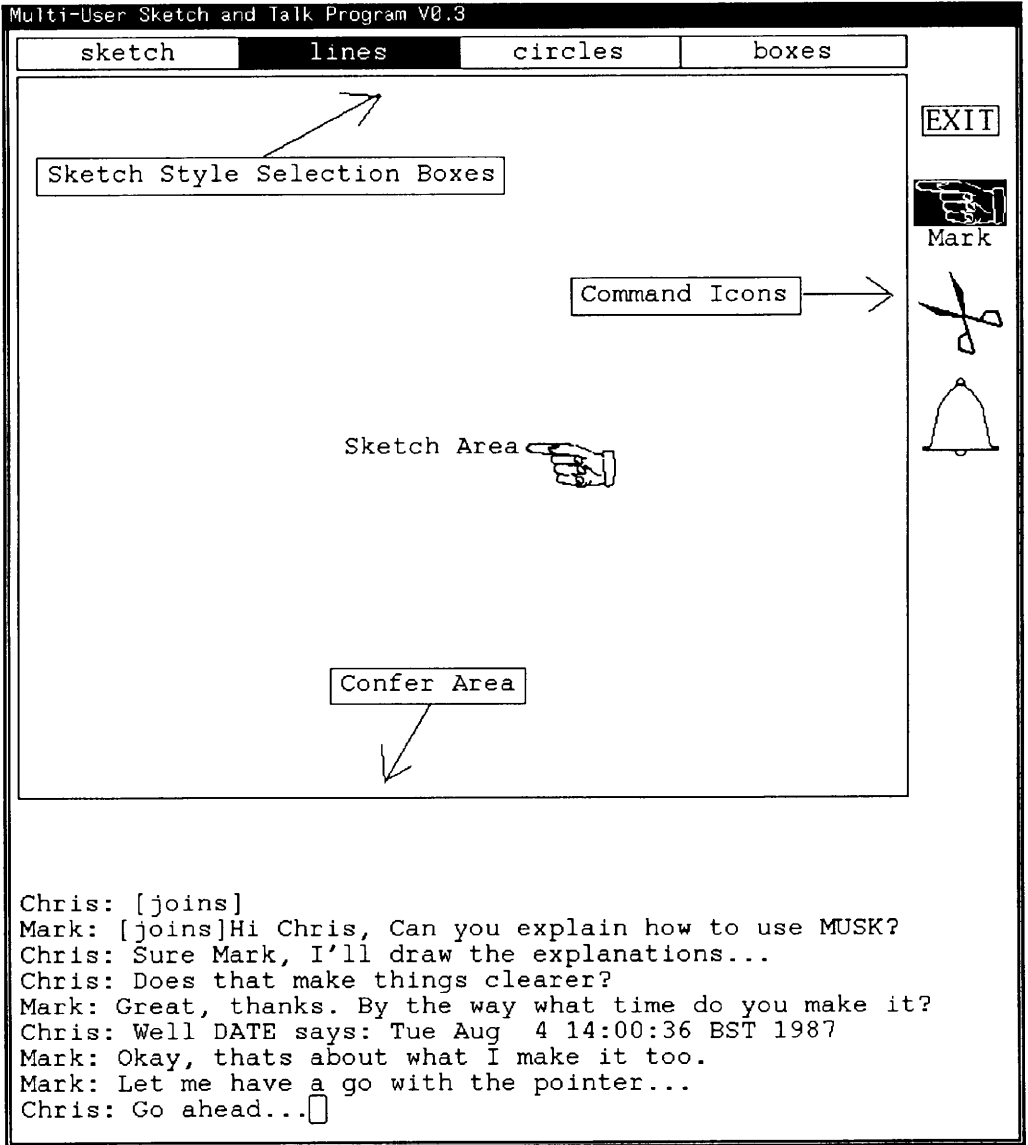 Multi-User Sketch and Talk Program V0.3
sketch lines circles boxes
EXIT
Sketch Style Selection Boxes
Mark
Command Icons
Sketch Area
Confer Area
Chris: [joins]
Mark: [joins]Hi Chris, Can you explain how to use MUSK?
Chris: Sure Mark, I'll draw the explanations...
Chris: Does that make things clearer?
Mark: Great, thanks. By the way what time do you make it?
Chris: Well DATE says: Tue Aug  4 14:00:36 BST 1987
Mark: Okay, thats about what I make it too.
Mark: Let me have a go with the pointer...
Chris: Go ahead...